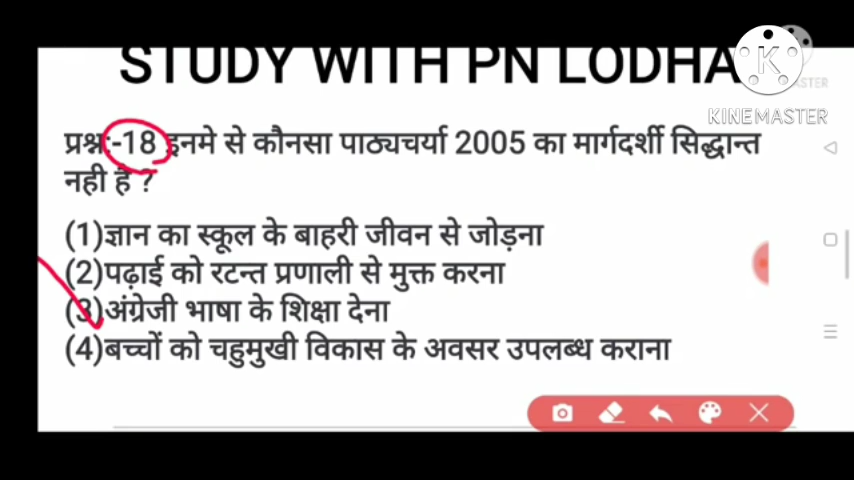 STUDY WITH PN LODHA
KINEMASTER
प्रश्न:-18 इनमे से कौनसा पाठ्यचर्या 2005 का मार्गदर्शी सिद्धान्त
नही है ?
(1)ज्ञान का स्कूल के बाहरी जीवन से जोड़ना
(2)पढ़ाई को रटन्त प्रणाली से मुक्त करना
(3)अंग्रेजी भाषा के शिक्षा देना
(4)बच्चों को चहुमुखी विकास के अवसर उपलब्ध कराना